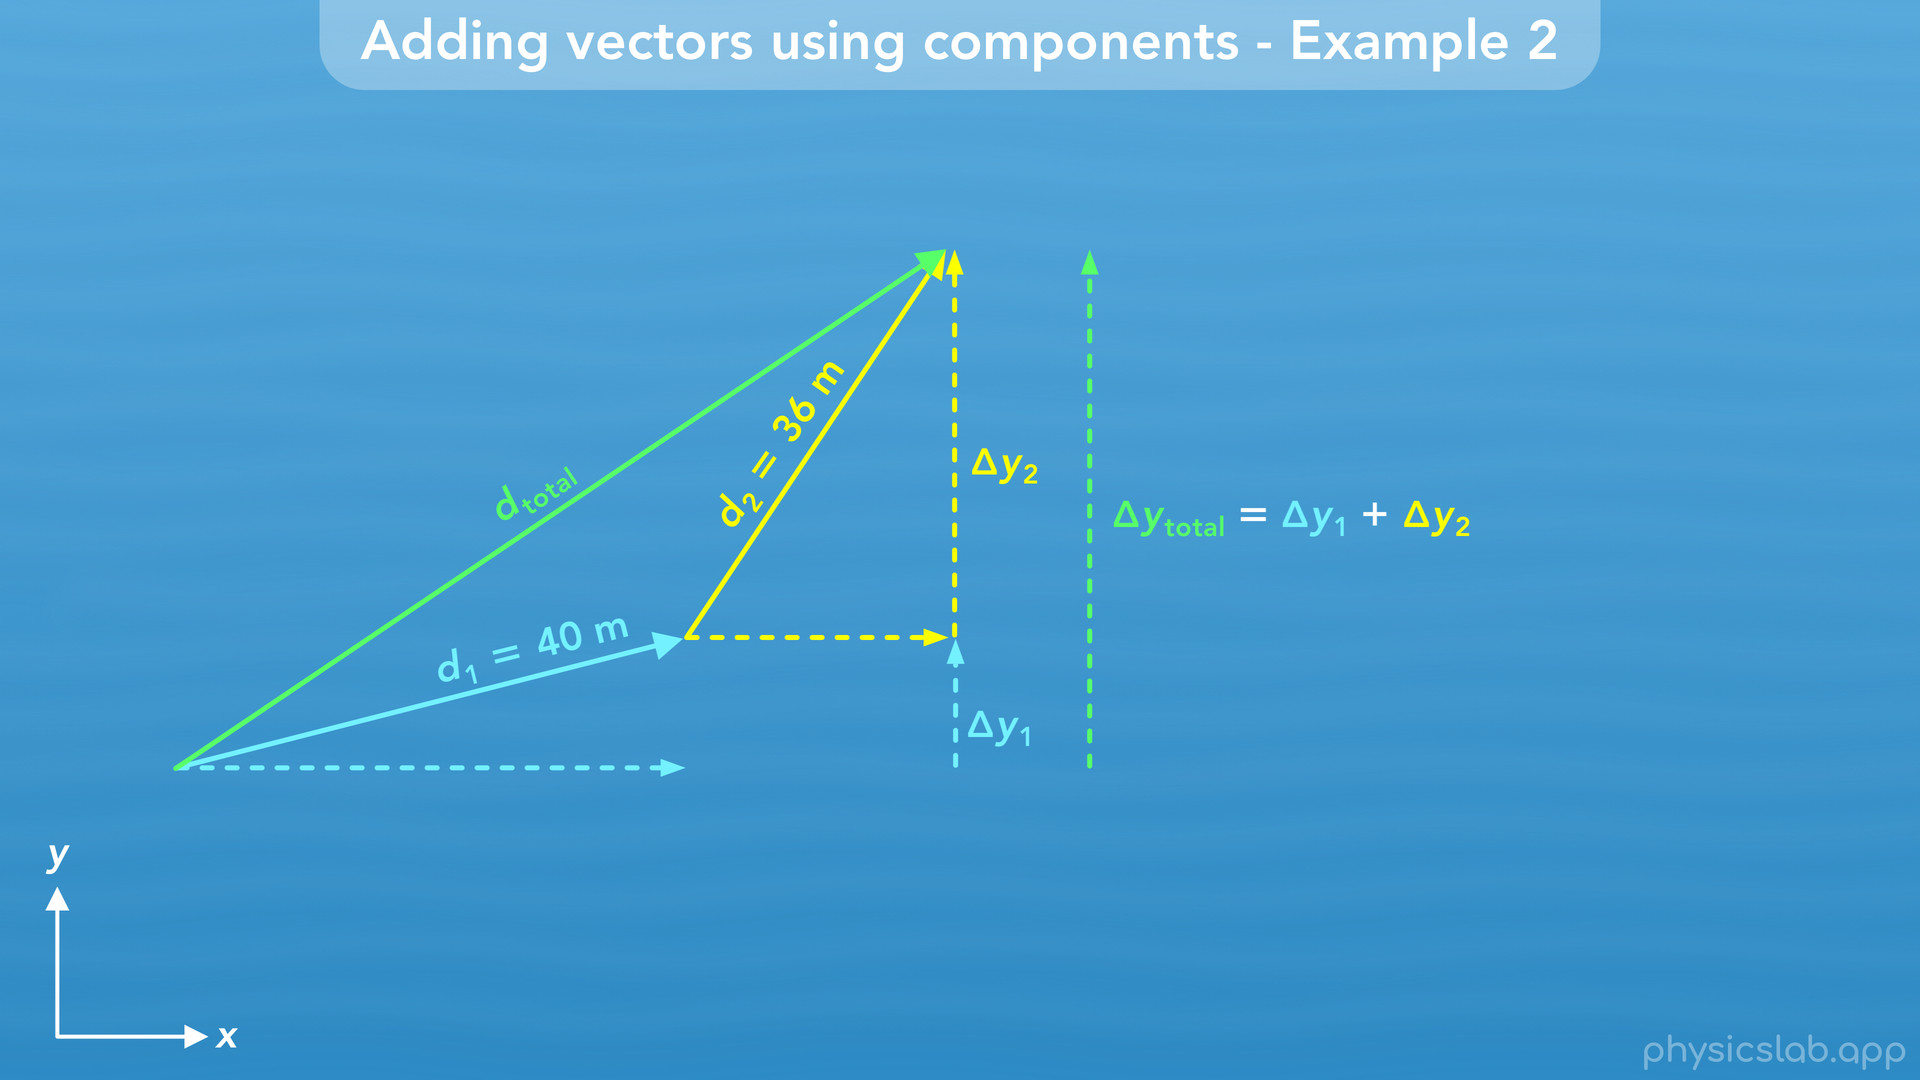 Adding vectors using components - Example 2
d₂ = 36 m
Δy₂
d_total
Δy_total = Δy₁ + Δy₂
d₁ = 40 m
Δy₁
y
x
physicslab.app